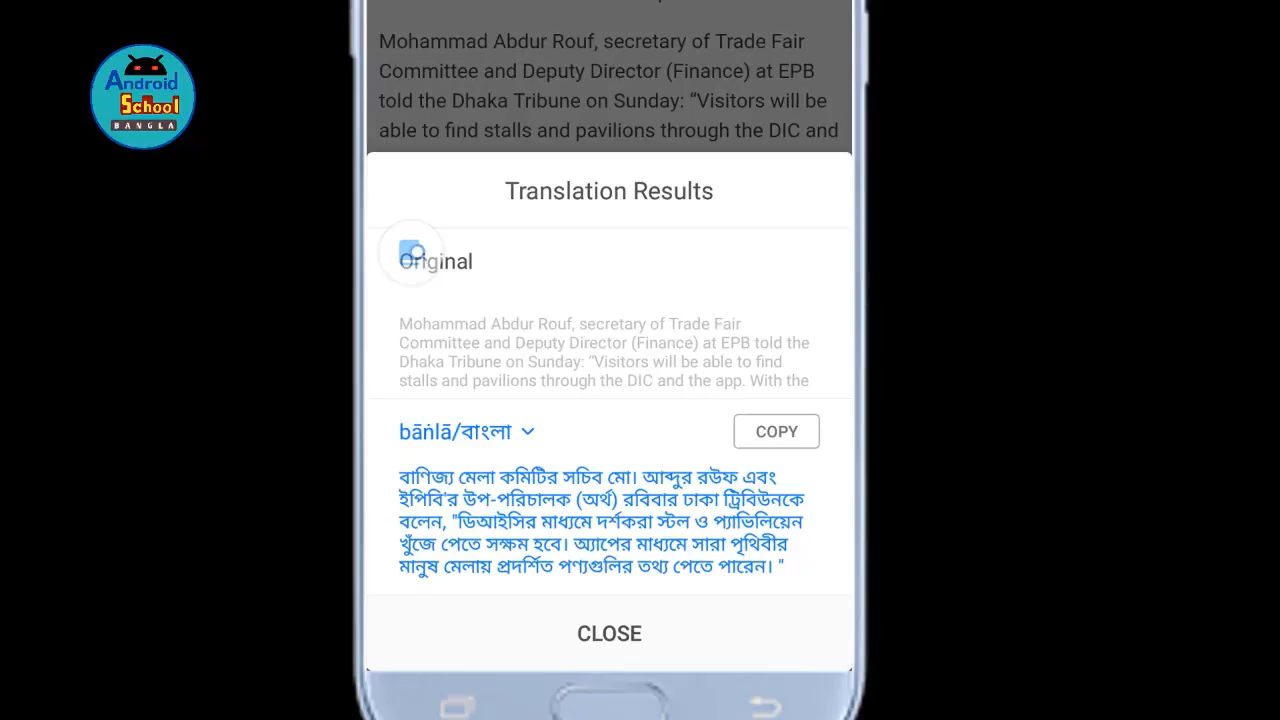 Android
School
BANGLA
Mohammad Abdur Rouf, secretary of Trade Fair
Committee and Deputy Director (Finance) at EPB
told the Dhaka Tribune on Sunday: “Visitors will be
able to find stalls and pavilions through the DIC and
Translation Results
Original
Mohammad Abdur Rouf, secretary of Trade Fair
Committee and Deputy Director (Finance) at EPB told the
Dhaka Tribune on Sunday: “Visitors will be able to find
stalls and pavilions through the DIC and the app. With the
bāṅlā/বাংলা
COPY
বাণিজ্য মেলা কমিটির সচিব মো। আব্দুর রউফ এবং
ইপিবি'র উপ-পরিচালক (অর্থ) রবিবার ঢাকা ট্রিবিউনকে
বলেন, "ডিআইসির মাধ্যমে দর্শকরা স্টল ও প্যাভিলিয়েন
খুঁজে পেতে সক্ষম হবে। অ্যাপের মাধ্যমে সারা পৃথিবীর
মানুষ মেলায় প্রদর্শিত পণ্যগুলির তথ্য পেতে পারেন। "
CLOSE